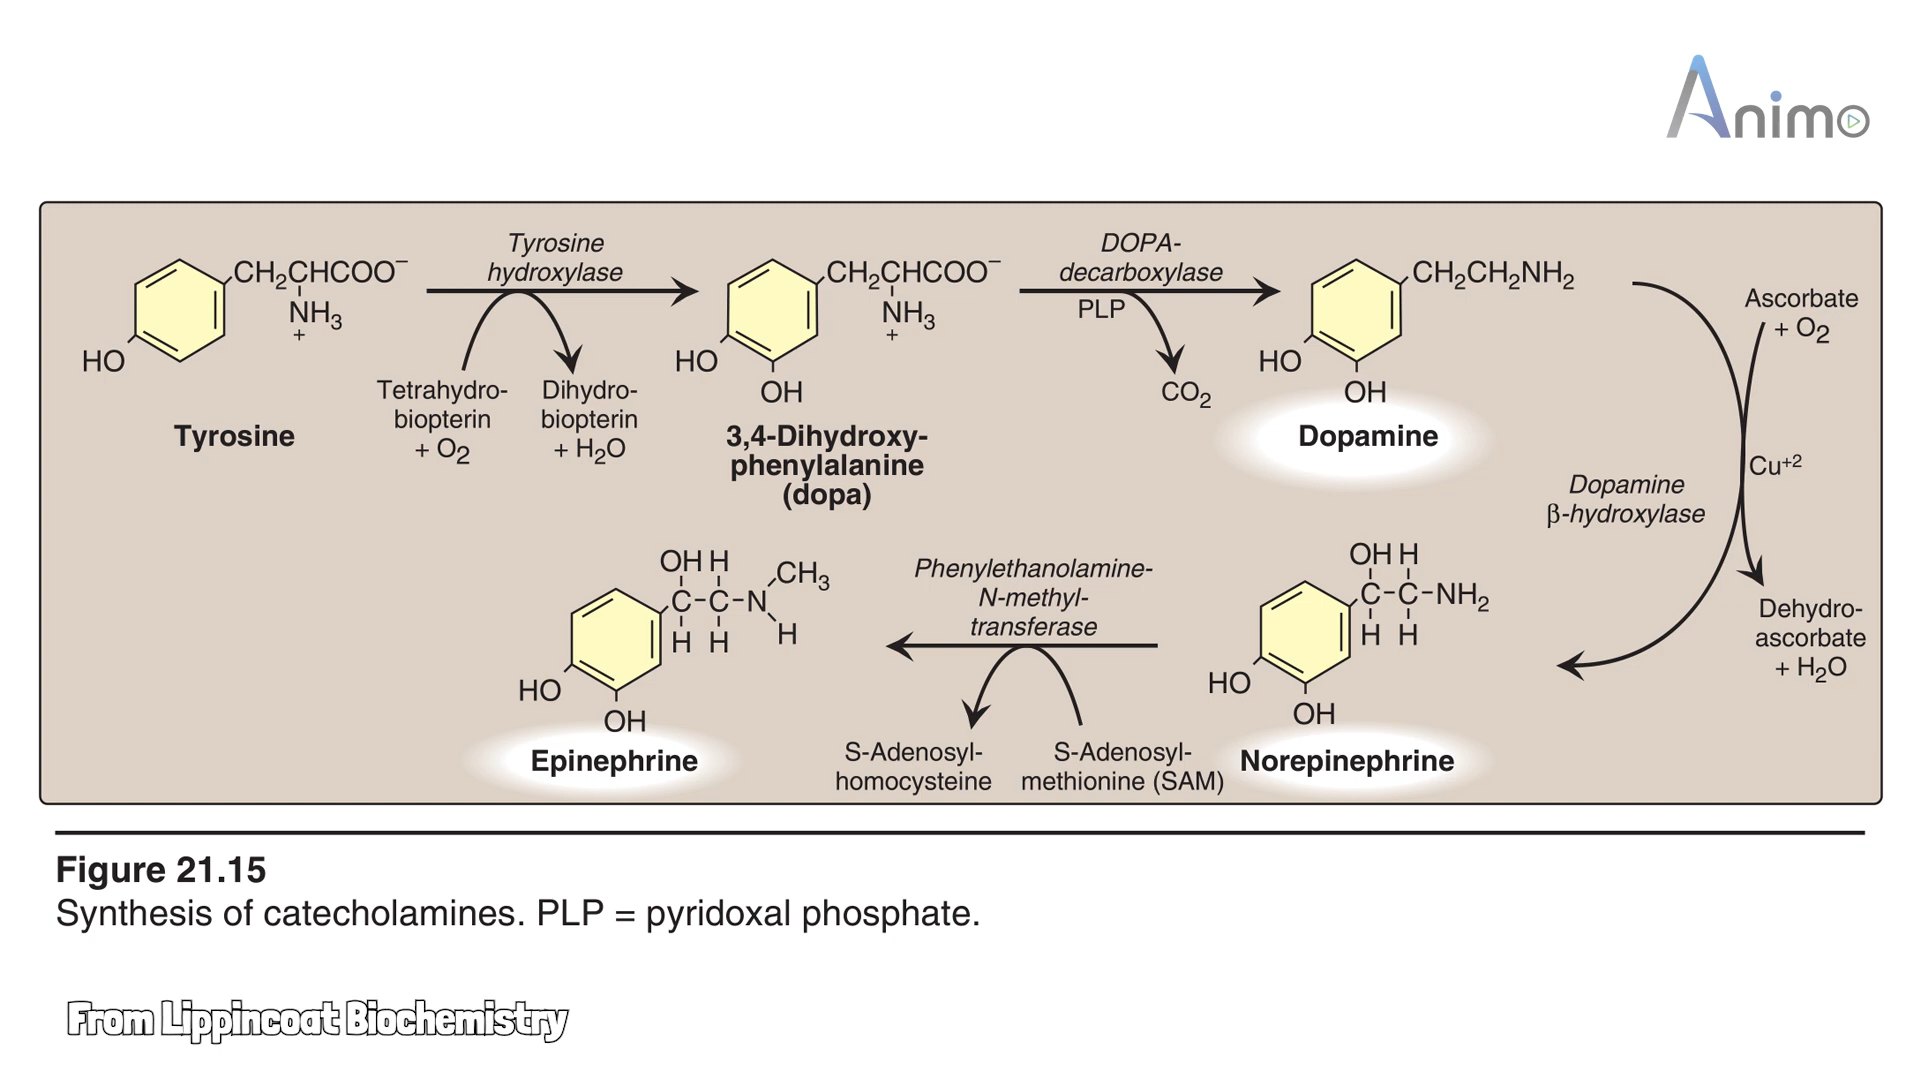 Animo
Tyrosine
hydroxylase
CH₂CHCOO⁻
NH₃
+
HO
Tyrosine
Tetrahydro-
biopterin
+ O₂
Dihydro-
biopterin
+ H₂O
CH₂CHCOO⁻
NH₃
+
HO
OH
3,4-Dihydroxy-
phenylalanine
(dopa)
DOPA-
decarboxylase
PLP
CO₂
CH₂CH₂NH₂
HO
OH
Dopamine
Ascorbate
+ O₂
Cu⁺²
Dopamine
β-hydroxylase
Dehydro-
ascorbate
+ H₂O
OH H
C-C-NH₂
H H
HO
OH
Norepinephrine
Phenylethanolamine-
N-methyl-
transferase
S-Adenosyl-
homocysteine
S-Adenosyl-
methionine (SAM)
OH H
CH₃
C-C-N
H H
H
HO
OH
Epinephrine
Figure 21.15
Synthesis of catecholamines. PLP = pyridoxal phosphate.
From Lippincoat Biochemistry